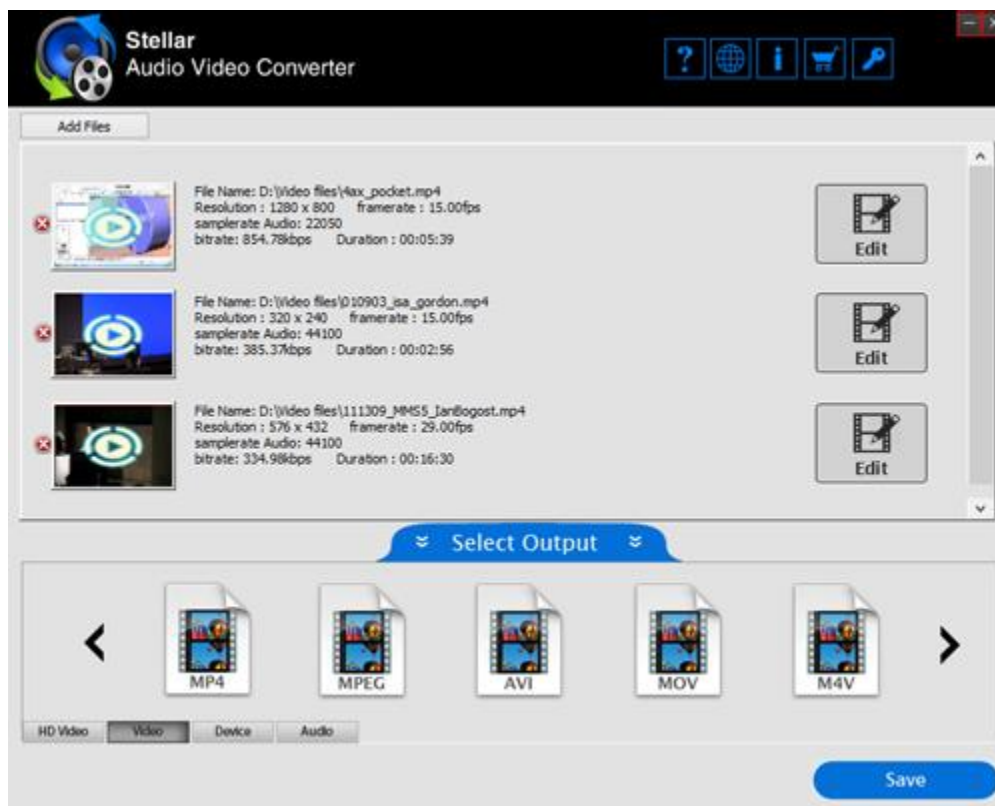 Stellar
Audio Video Converter
Add Files
File Name: D:\Video files\4ax_pocket.mp4
Resolution : 1280 x 800 framerate : 15.00fps
samplerate Audio: 22050
bitrate: 854.78kbps Duration : 00:05:39
Edit
File Name: D:\Video files\010903_isa_gordon.mp4
Resolution : 320 x 240 framerate : 15.00fps
samplerate Audio: 44100
bitrate: 385.37kbps Duration : 00:02:56
Edit
File Name: D:\Video files\111309_MMS5_IanBogost.mp4
Resolution : 576 x 432 framerate : 29.00fps
samplerate Audio: 44100
bitrate: 334.98kbps Duration : 00:16:30
Edit
Select Output
MP4 MPEG AVI MOV M4V
HD Video Video Device Audio
Save